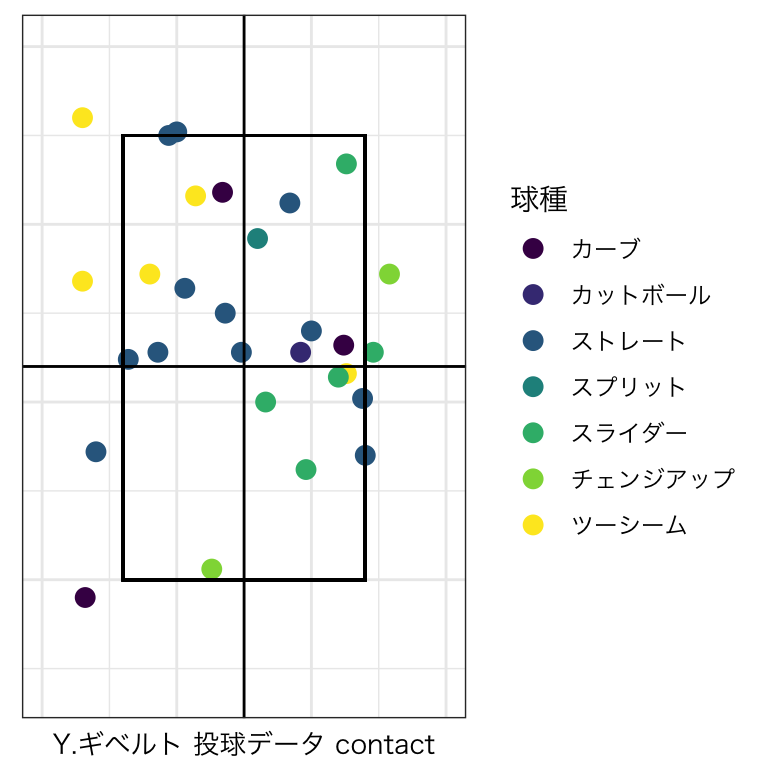 球種
カーブ
カットボール
ストレート
スプリット
スライダー
チェンジアップ
ツーシーム
Y.ギベルト 投球データ contact